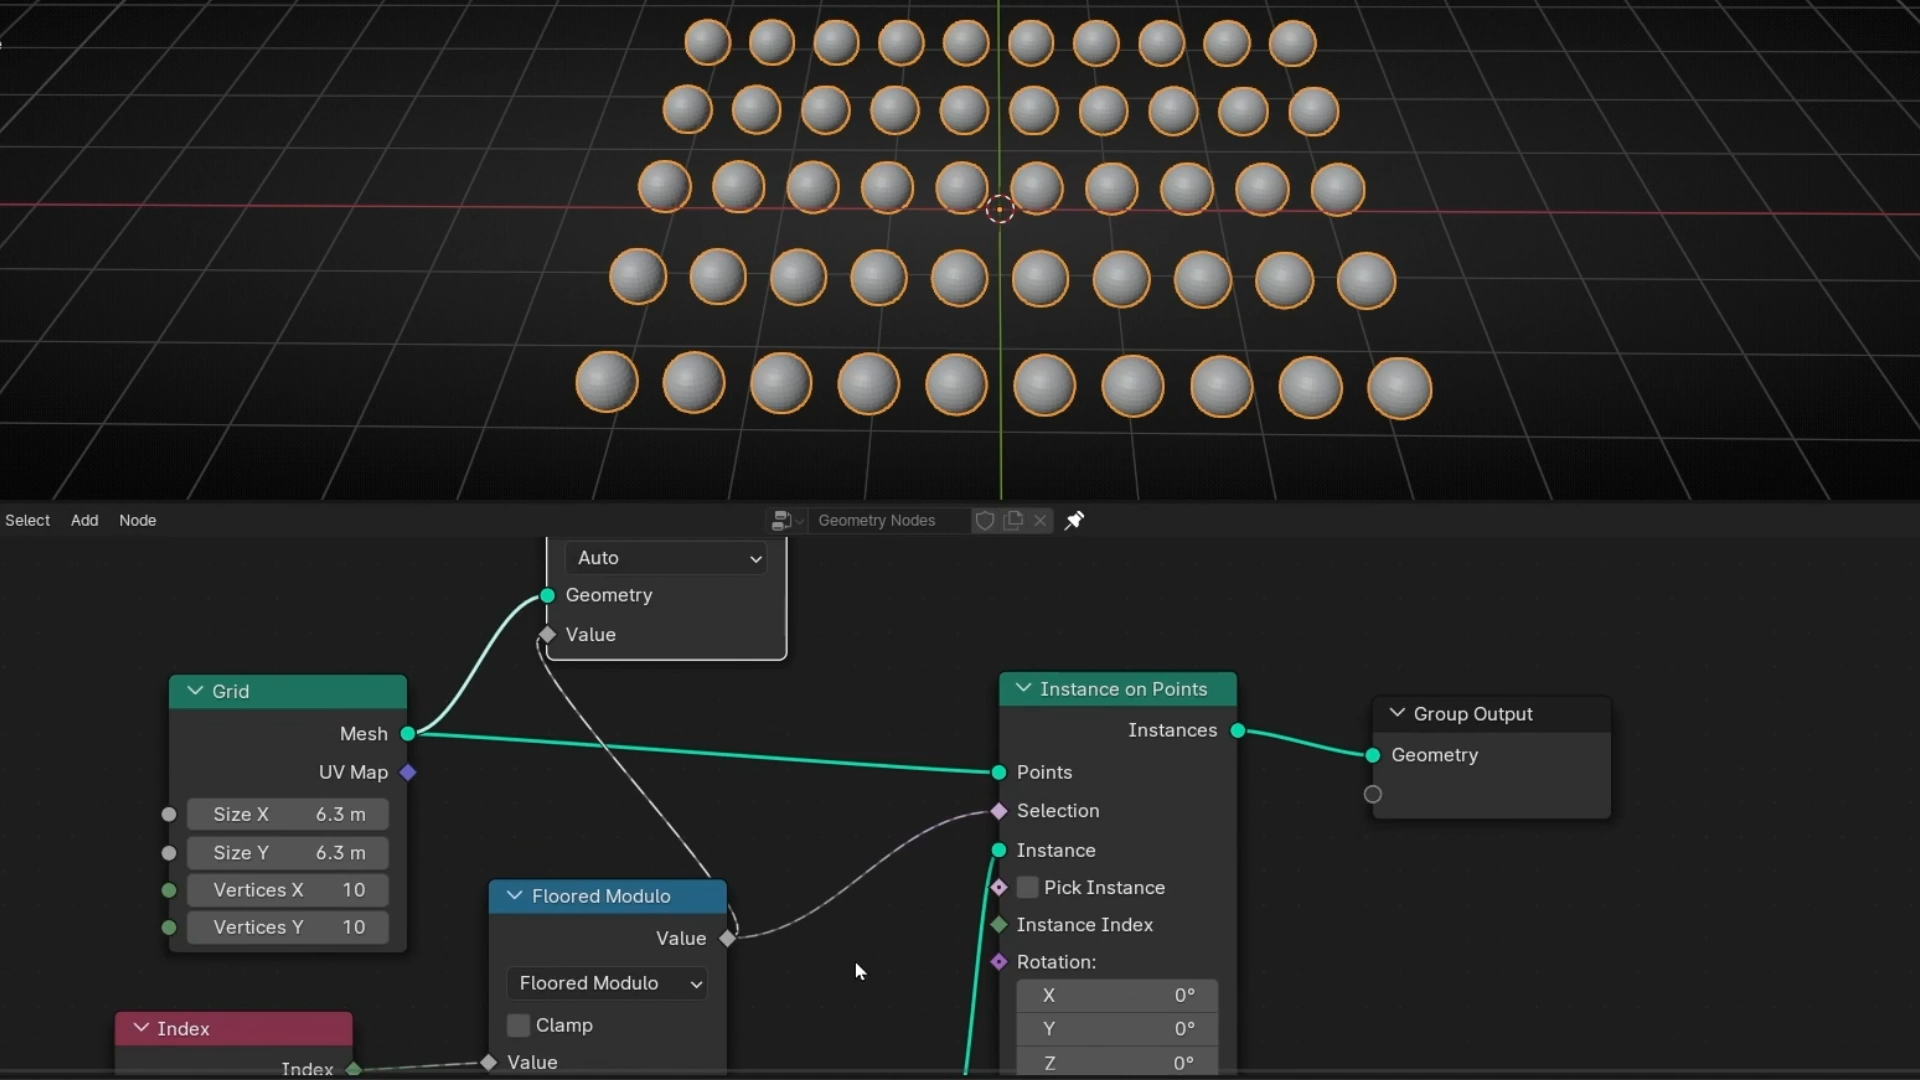 Select Add Node
Geometry Nodes
Auto
Geometry
Value
Grid
Mesh
UV Map
Size X 6.3 m
Size Y 6.3 m
Vertices X 10
Vertices Y 10
Index
Index
Floored Modulo
Value
Floored Modulo
Clamp
Value
Instance on Points
Instances
Points
Selection
Instance
Pick Instance
Instance Index
Rotation:
X 0°
Y 0°
Z 0°
Group Output
Geometry